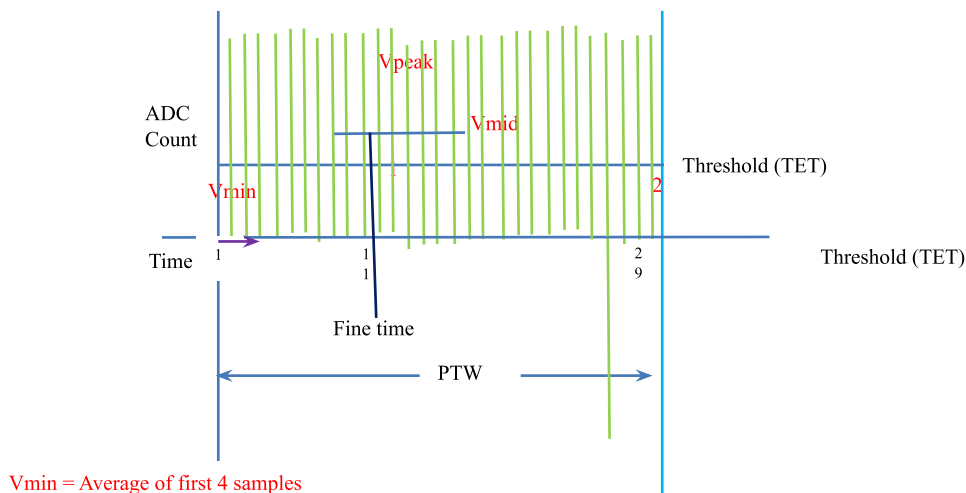 Vpeak
ADC
Count
Vmid
Threshold (TET)
1
Vmin
2
Time
1
1
1
2
9
Threshold (TET)
Fine time
PTW
Vmin = Average of first 4 samples